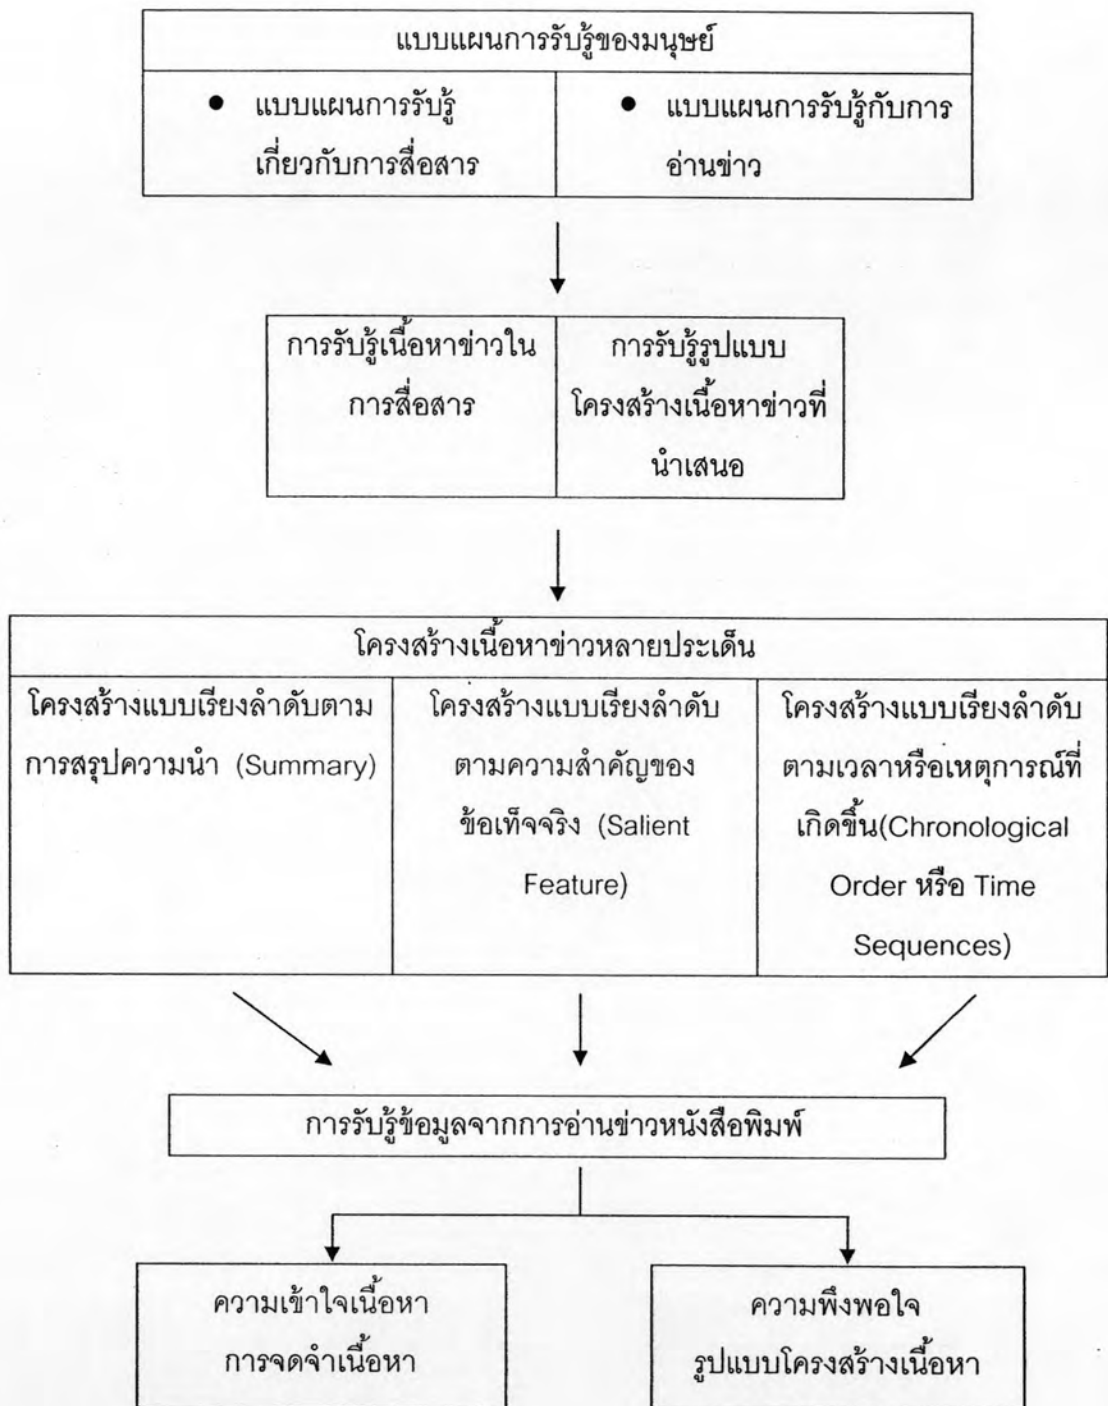 แบบแผนการรับรู้ของมนุษย์
● แบบแผนการรับรู้
เกี่ยวกับการสื่อสาร
● แบบแผนการรับรู้กับการ
อ่านข่าว
การรับรู้เนื้อหาข่าวใน
การสื่อสาร
การรับรู้รูปแบบ
โครงสร้างเนื้อหาข่าวที่
นำเสนอ
โครงสร้างเนื้อหาข่าวหลายประเด็น
โครงสร้างแบบเรียงลำดับตาม
การสรุปความนำ (Summary)
โครงสร้างแบบเรียงลำดับ
ตามความสำคัญของ
ข้อเท็จจริง (Salient
Feature)
โครงสร้างแบบเรียงลำดับ
ตามเวลาหรือเหตุการณ์ที่
เกิดขึ้น(Chronological
Order หรือ Time
Sequences)
การรับรู้ข้อมูลจากการอ่านข่าวหนังสือพิมพ์
ความเข้าใจเนื้อหา
การจดจำเนื้อหา
ความพึงพอใจ
รูปแบบโครงสร้างเนื้อหา